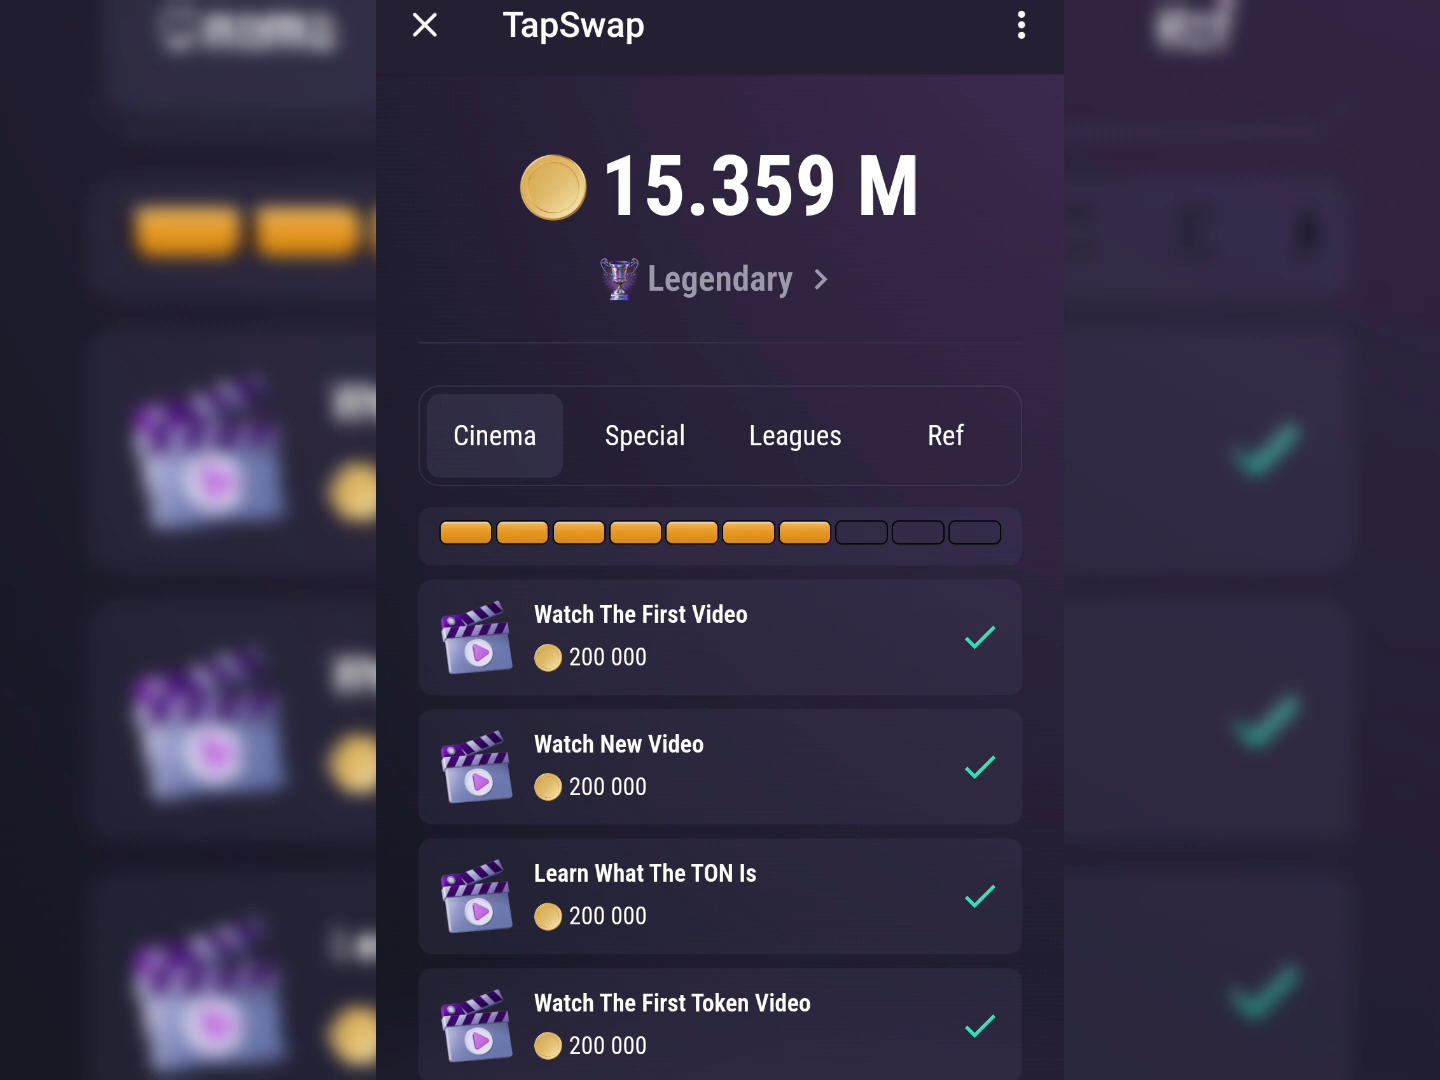 TapSwap
15.359 M
Legendary
Cinema Special Leagues Ref
Watch The First Video
200 000
Watch New Video
200 000
Learn What The TON Is
200 000
Watch The First Token Video
200 000